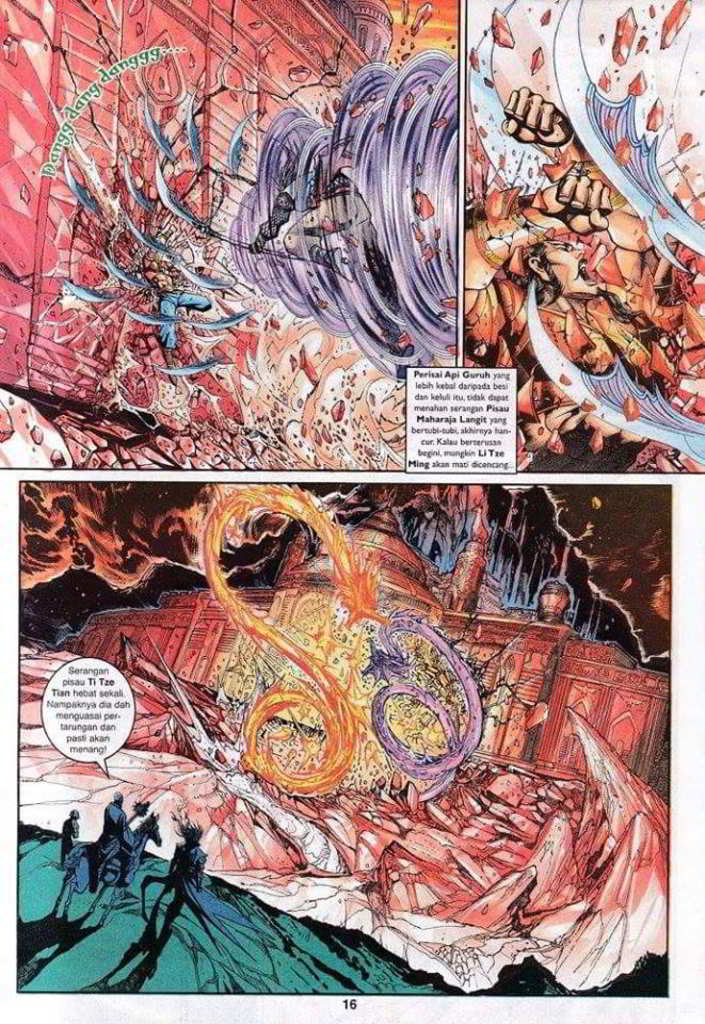 Dangg dang danggg....
Perisai Api Guruh yang
lebih kebal daripada besi
dan keluli itu, tidak dapat
menahan serangan Pisau
Maharaja Langit yang
bertubi-tubi, akhirnya han-
cur. Kalau berterusan
begini, mungkin Li Tze
Ming akan mati dicencang...
Serangan
pisau Ti Tze
Tian hebat sekali.
Nampaknya dia dah
menguasai per-
tarungan dan
pasti akan
menang!
16